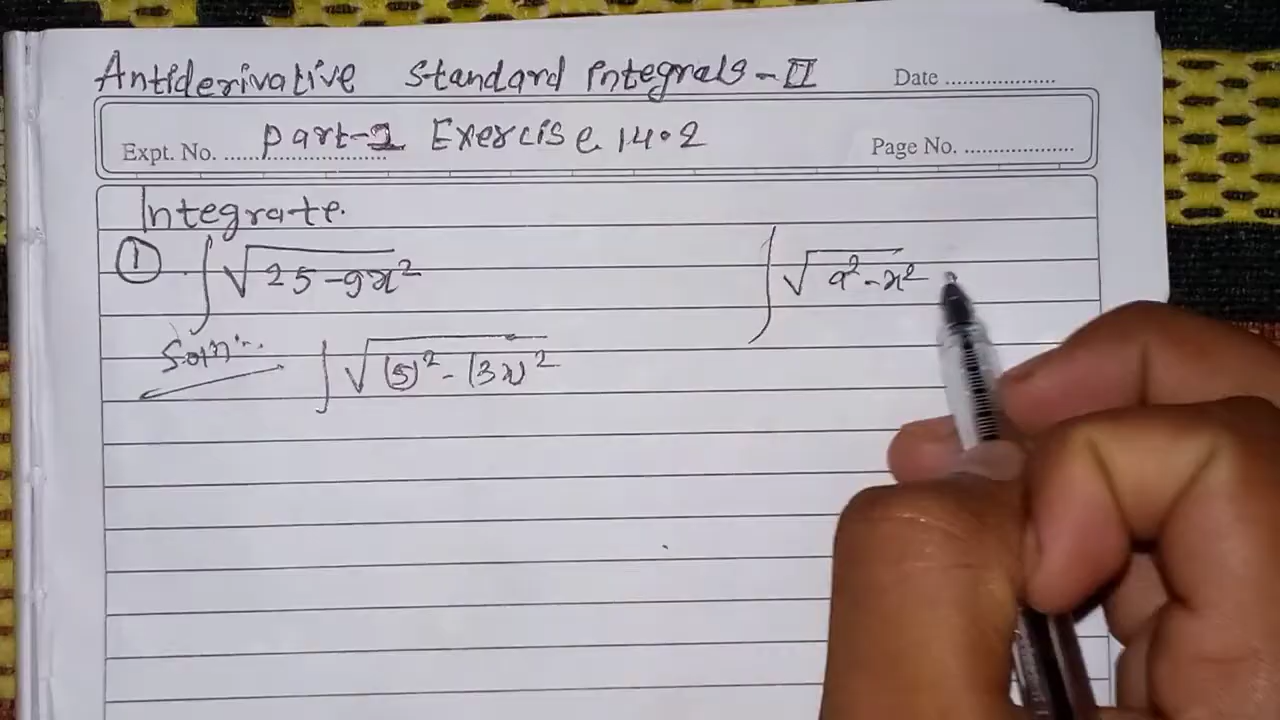 Antiderivative Standard Integrals - II Date ....................
Expt. No. ........................... Part-1 Exercise 14.2 Page No. ....................
Integrate.
① ∫√25-9x² ∫√a²-x²
Soln. ∫√(5)²-(3x)²